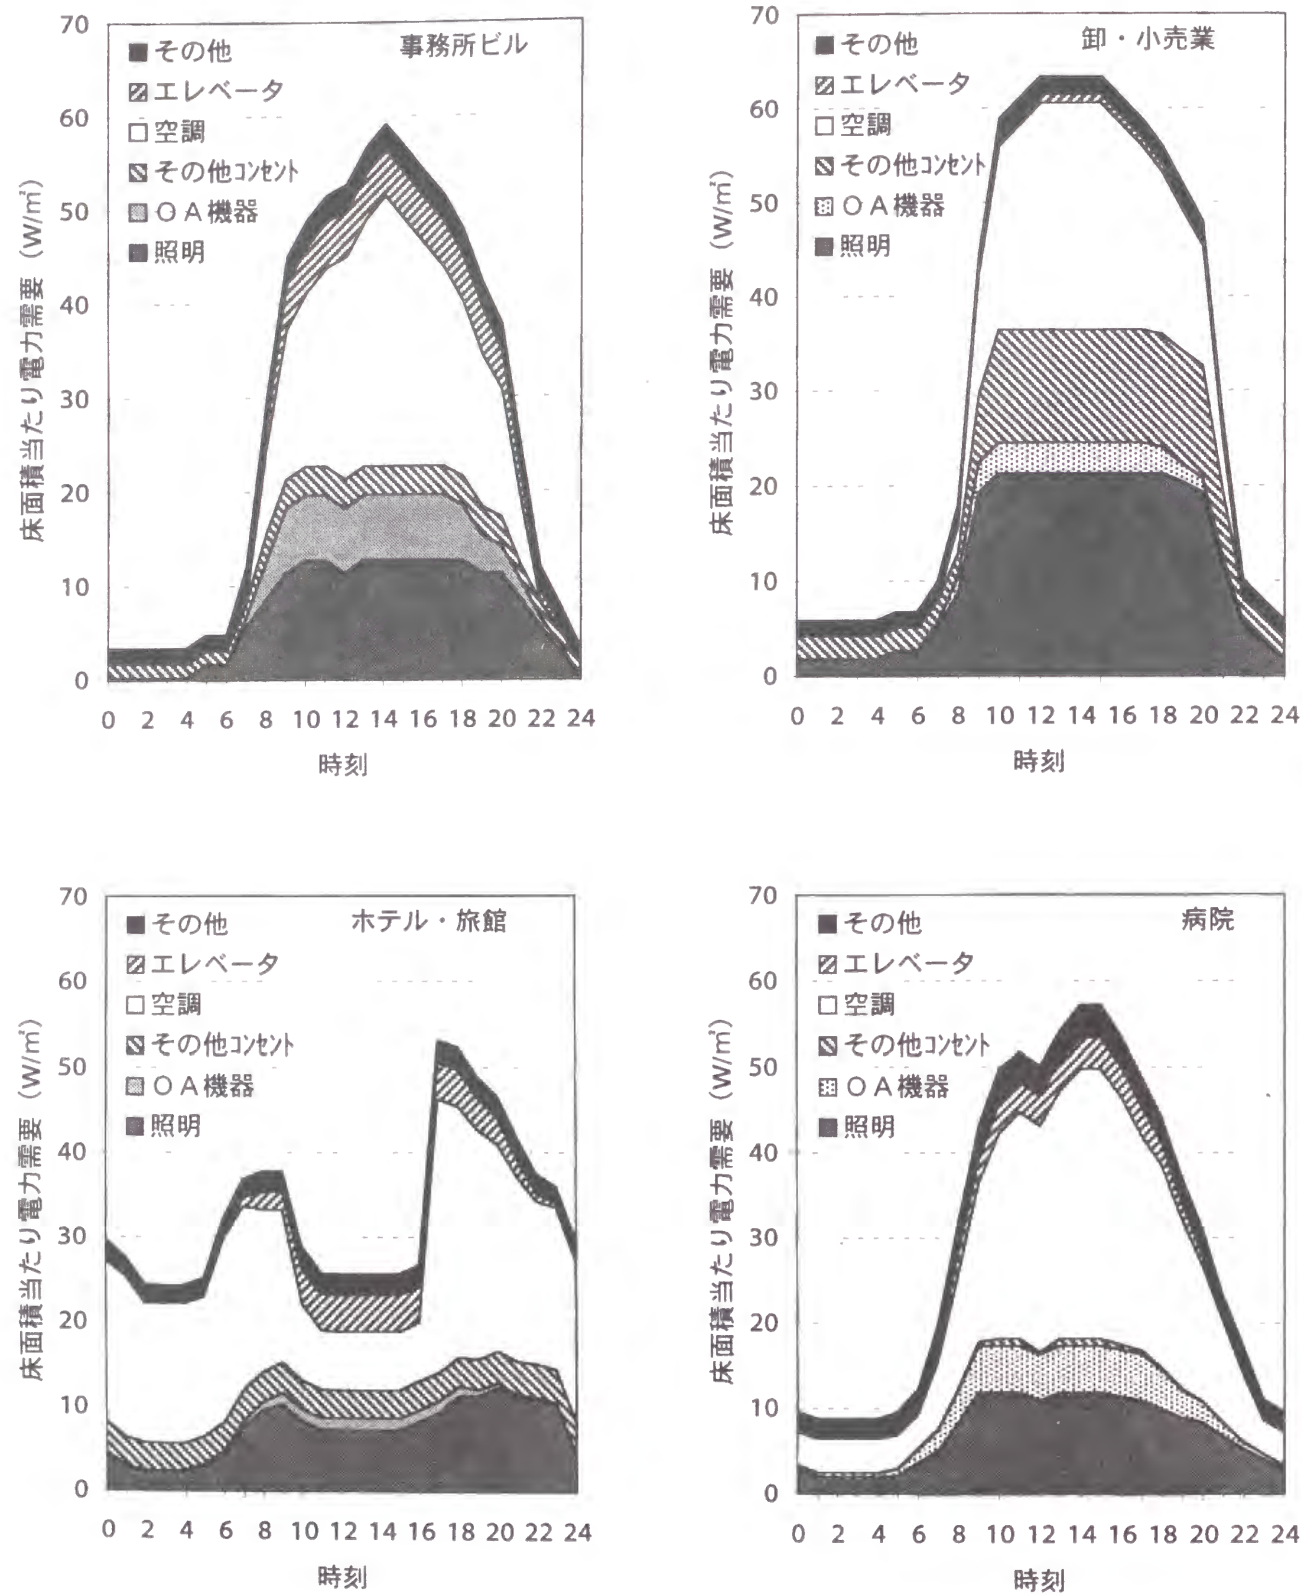 事務所ビル
その他
エレベータ
空調
その他コンセント
OA機器
照明
床面積当たり電力需要 (W/㎡)
70
60
50
40
30
20
10
0
0 2 4 6 8 10 12 14 16 18 20 22 24
時刻
卸・小売業
その他
エレベータ
空調
その他コンセント
OA機器
照明
床面積当たり電力需要 (W/㎡)
70
60
50
40
30
20
10
0
0 2 4 6 8 10 12 14 16 18 20 22 24
時刻
ホテル・旅館
その他
エレベータ
空調
その他コンセント
OA機器
照明
床面積当たり電力需要 (W/㎡)
70
60
50
40
30
20
10
0
0 2 4 6 8 10 12 14 16 18 20 22 24
時刻
病院
その他
エレベータ
空調
その他コンセント
OA機器
照明
床面積当たり電力需要 (W/㎡)
70
60
50
40
30
20
10
0
0 2 4 6 8 10 12 14 16 18 20 22 24
時刻